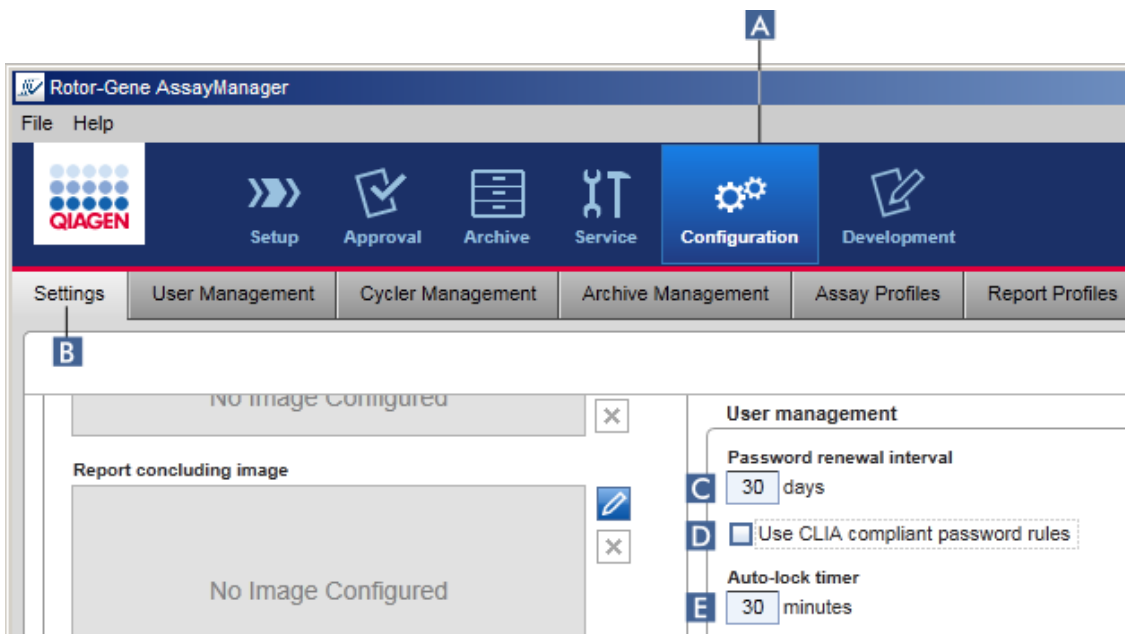 A
Rotor-Gene AssayManager
File Help
QIAGEN
Setup Approval Archive Service Configuration Development
Settings User Management Cycler Management Archive Management Assay Profiles Report Profiles
B
No Image Configured
User management
Report concluding image
Password renewal interval
C 30 days
D Use CLIA compliant password rules
No Image Configured
Auto-lock timer
E 30 minutes